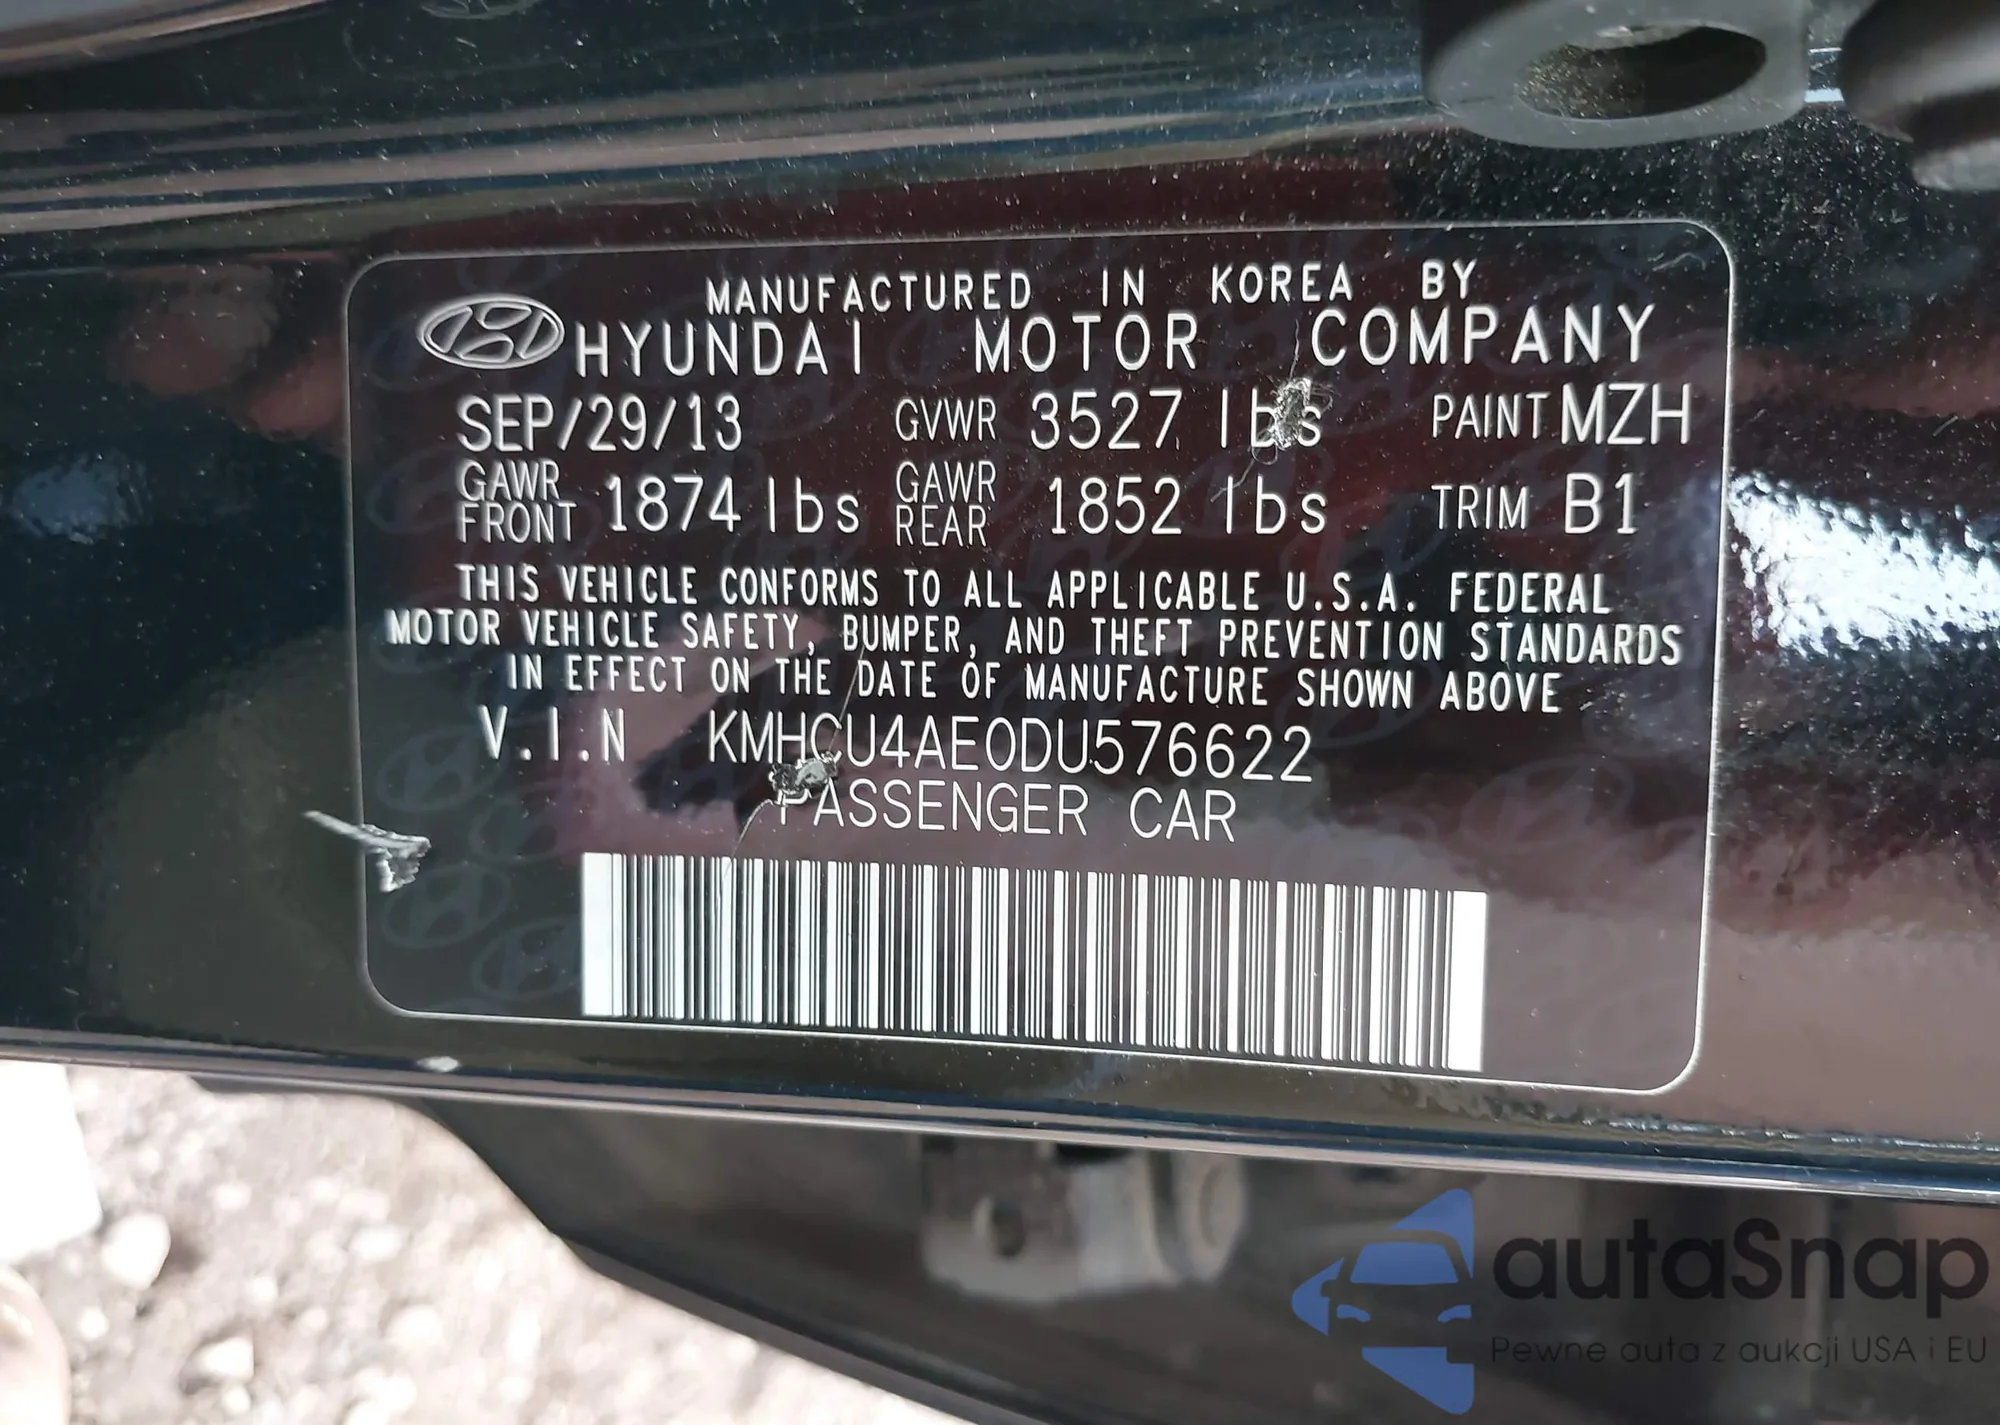 MANUFACTURED IN KOREA BY
HYUNDAI MOTOR COMPANY
SEP/29/13 GVWR 3527 lbs PAINT MZH
GAWR FRONT 1874 lbs GAWR REAR 1852 lbs TRIM B1
THIS VEHICLE CONFORMS TO ALL APPLICABLE U.S.A. FEDERAL
MOTOR VEHICLE SAFETY, BUMPER, AND THEFT PREVENTION STANDARDS
IN EFFECT ON THE DATE OF MANUFACTURE SHOWN ABOVE
V.I.N KMHCU4AE0DU576622
PASSENGER CAR
autaSnap
Pewne auta z aukcji USA i EU